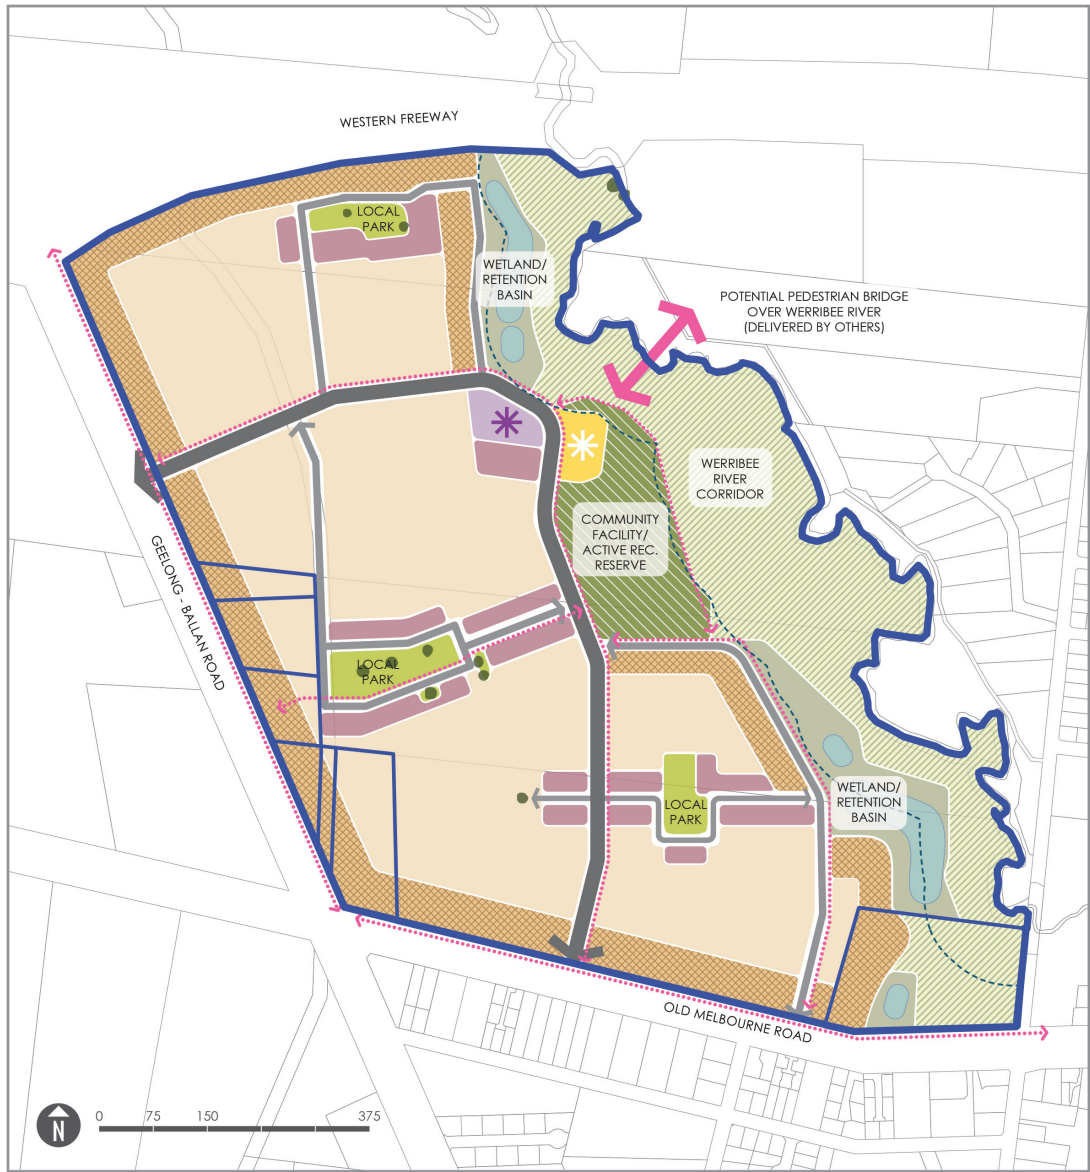 WESTERN FREEWAY
LOCAL
PARK
WETLAND/
RETENTION
BASIN
POTENTIAL PEDESTRIAN BRIDGE
OVER WERRIBEE RIVER
(DELIVERED BY OTHERS)
WERRIBEE
RIVER
CORRIDOR
COMMUNITY
FACILITY/
ACTIVE REC.
RESERVE
GEELONG - BALLAN ROAD
LOCAL
PARK
WETLAND/
RETENTION
BASIN
LOCAL
PARK
OLD MELBOURNE ROAD
N
0 75 150 375